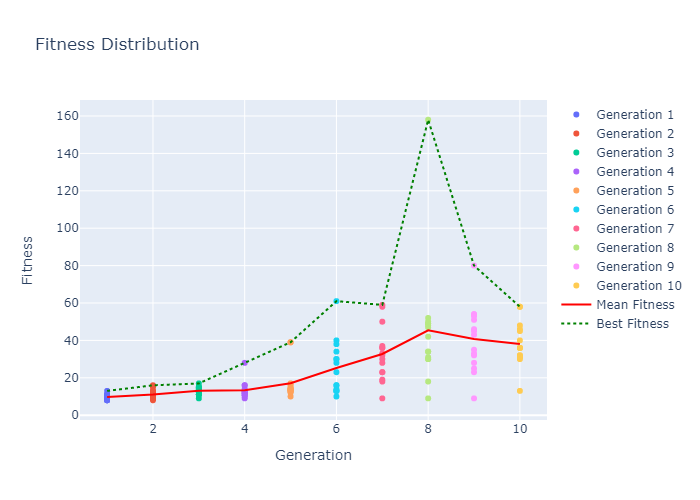 Fitness Distribution
Fitness
160
140
120
100
80
60
40
20
0
2
4
6
8
10
Generation
Generation 1
Generation 2
Generation 3
Generation 4
Generation 5
Generation 6
Generation 7
Generation 8
Generation 9
Generation 10
Mean Fitness
Best Fitness